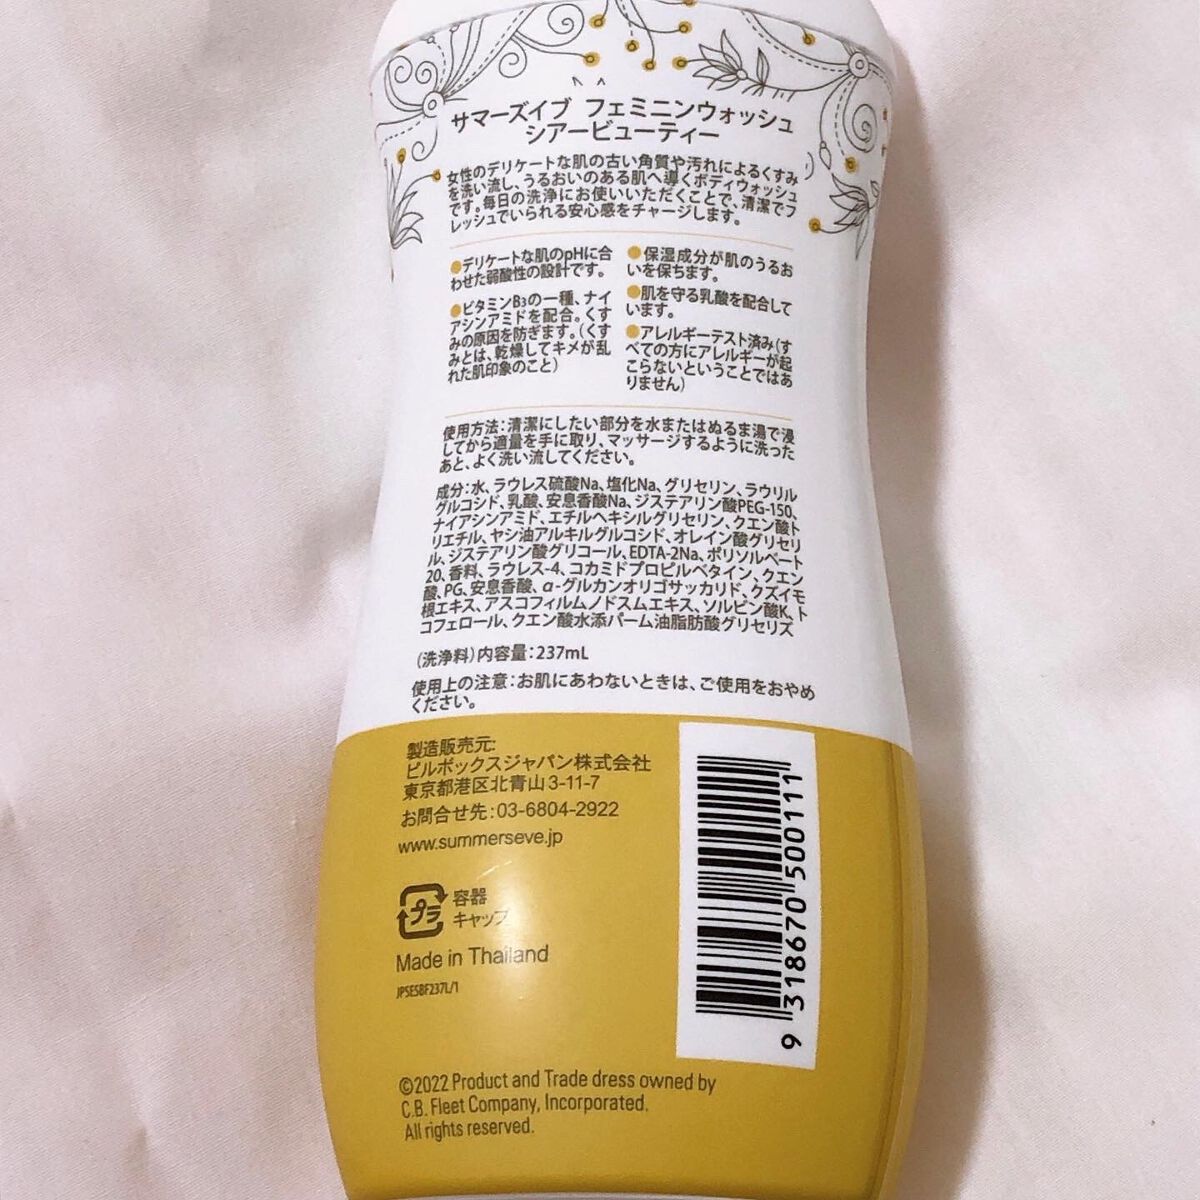 サマーズイブ フェミニンウォッシュ
シアービューティー
女性のデリケートな肌の古い角質や汚れによるくすみ
を洗い流し、うるおいのある肌へ導くボディウォッシュ
です。毎日の洗浄にお使いいただくことで、清潔でフ
レッシュでいられる安心感をチャージします。
●デリケートな肌のpHに合
わせた弱酸性の設計です。
●ビタミンB3の一種、ナイ
アシンアミドを配合。くす
みの原因を防ぎます。(くす
みとは、乾燥してキメが乱
れた肌印象のこと)
●保湿成分が肌のうるお
いを保ちます。
●肌を守る乳酸を配合して
います。
●アレルギーテスト済み(す
べての方にアレルギーが起
こらないということではあ
りません)
使用方法:清潔にしたい部分を水またはぬるま湯で浸
してから適量を手に取り、マッサージするように洗った
あと、よく洗い流してください。
成分:水、ラウレス硫酸Na、塩化Na、グリセリン、ラウリル
グルコシド、乳酸、安息香酸Na、ジステアリン酸PEG-150、
ナイアシンアミド、エチルヘキシルグリセリン、クエン酸ト
リエチル、ヤシ油アルキルグルコシド、オレイン酸グリセリ
ル、ジステアリン酸グリコール、EDTA-2Na、ポリソルベート
20、香料、ラウレス-4、コカミドプロピルベタイン、クエン
酸、PG、安息香酸、α-グルカンオリゴサッカリド、クズイモ
根エキス、アスコフィルムノドスムエキス、ソルビン酸K、ト
コフェロール、クエン酸水添パーム油脂肪酸グリセリズ
(洗浄料)内容量:237mL
使用上の注意:お肌にあわないときは、ご使用をおやめ
ください。
製造販売元:
ピルボックスジャパン株式会社
東京都港区北青山3-11-7
お問合せ先:03-6804-2922
www.summerseve.jp
プラ
容器
キャップ
Made in Thailand
JPSESBF237L/1
9 318670 500111
©2022 Product and Trade dress owned by
C.B. Fleet Company, Incorporated.
All rights reserved.